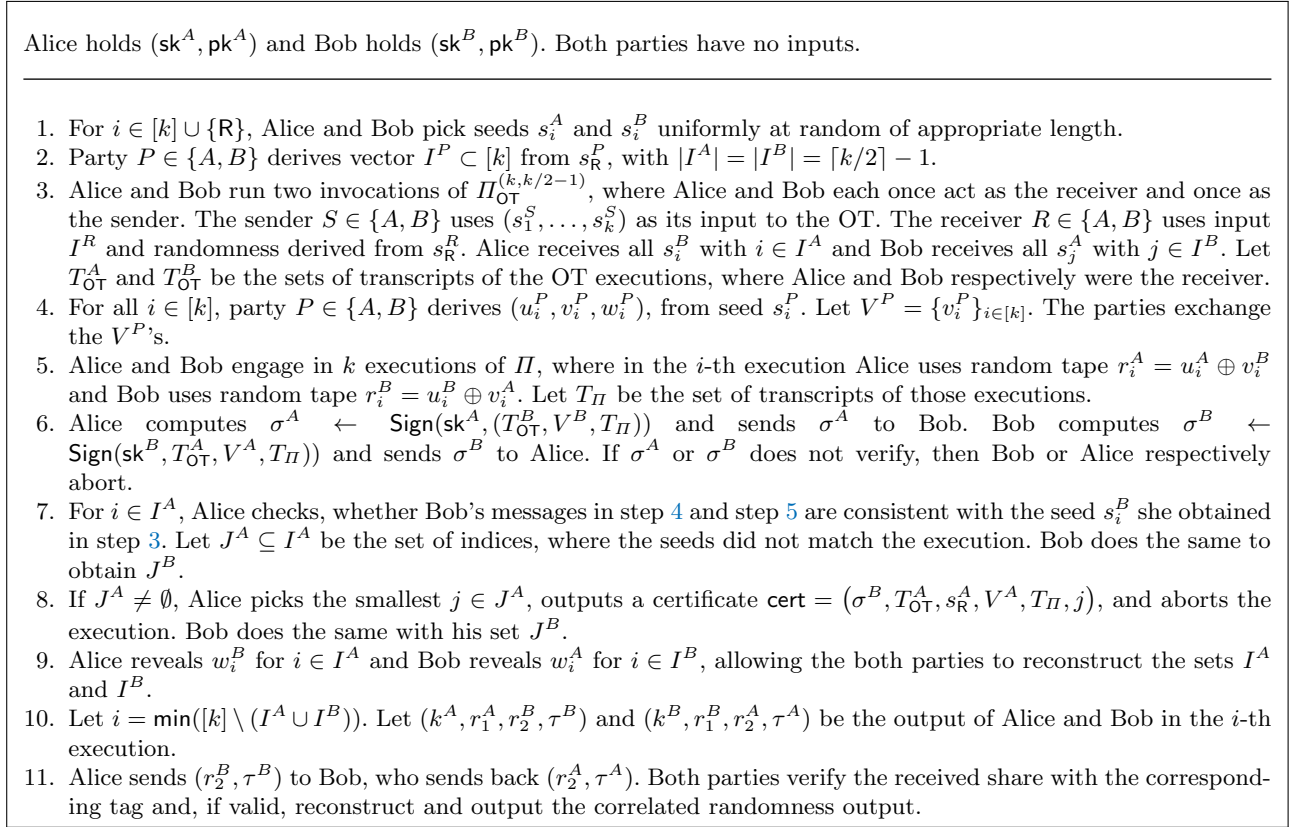 Alice holds (sk^A, pk^A) and Bob holds (sk^B, pk^B). Both parties have no inputs.
1. For i ∈ [k] ∪ {R}, Alice and Bob pick seeds s_i^A and s_i^B uniformly at random of appropriate length.
2. Party P ∈ {A, B} derives vector I^P ⊂ [k] from s_R^P, with |I^A| = |I^B| = ⌈k/2⌉ − 1.
3. Alice and Bob run two invocations of Π_OT^(k,k/2−1), where Alice and Bob each once act as the receiver and once as
the sender. The sender S ∈ {A, B} uses (s_1^S, . . . , s_k^S) as its input to the OT. The receiver R ∈ {A, B} uses input
I^R and randomness derived from s_R^R. Alice receives all s_i^B with i ∈ I^A and Bob receives all s_j^A with j ∈ I^B. Let
T_OT^A and T_OT^B be the sets of transcripts of the OT executions, where Alice and Bob respectively were the receiver.
4. For all i ∈ [k], party P ∈ {A, B} derives (u_i^P, v_i^P, w_i^P), from seed s_i^P. Let V^P = {v_i^P}_{i∈[k]}. The parties exchange
the V^P's.
5. Alice and Bob engage in k executions of Π, where in the i-th execution Alice uses random tape r_i^A = u_i^A ⊕ v_i^B
and Bob uses random tape r_i^B = u_i^B ⊕ v_i^A. Let T_Π be the set of transcripts of those executions.
6. Alice computes σ^A ← Sign(sk^A, (T_OT^B, V^B, T_Π)) and sends σ^A to Bob. Bob computes σ^B ←
Sign(sk^B, T_OT^A, V^A, T_Π)) and sends σ^B to Alice. If σ^A or σ^B does not verify, then Bob or Alice respectively
abort.
7. For i ∈ I^A, Alice checks, whether Bob's messages in step 4 and step 5 are consistent with the seed s_i^B she obtained
in step 3. Let J^A ⊆ I^A be the set of indices, where the seeds did not match the execution. Bob does the same to
obtain J^B.
8. If J^A ≠ ∅, Alice picks the smallest j ∈ J^A, outputs a certificate cert = (σ^B, T_OT^A, s_R^A, V^A, T_Π, j), and aborts the
execution. Bob does the same with his set J^B.
9. Alice reveals w_i^B for i ∈ I^A and Bob reveals w_i^A for i ∈ I^B, allowing the both parties to reconstruct the sets I^A
and I^B.
10. Let i = min([k] \ (I^A ∪ I^B)). Let (k^A, r_1^A, r_2^B, τ^B) and (k^B, r_1^B, r_2^A, τ^A) be the output of Alice and Bob in the i-th
execution.
11. Alice sends (r_2^B, τ^B) to Bob, who sends back (r_2^A, τ^A). Both parties verify the received share with the correspond-
ing tag and, if valid, reconstruct and output the correlated randomness output.